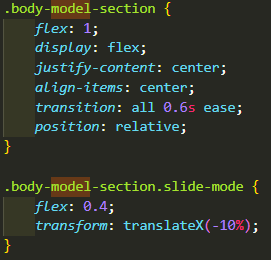 .body-model-section {
    flex: 1;
    display: flex;
    justify-content: center;
    align-items: center;
    transition: all 0.6s ease;
    position: relative;
}

.body-model-section.slide-mode {
    flex: 0.4;
    transform: translateX(-10%);
}